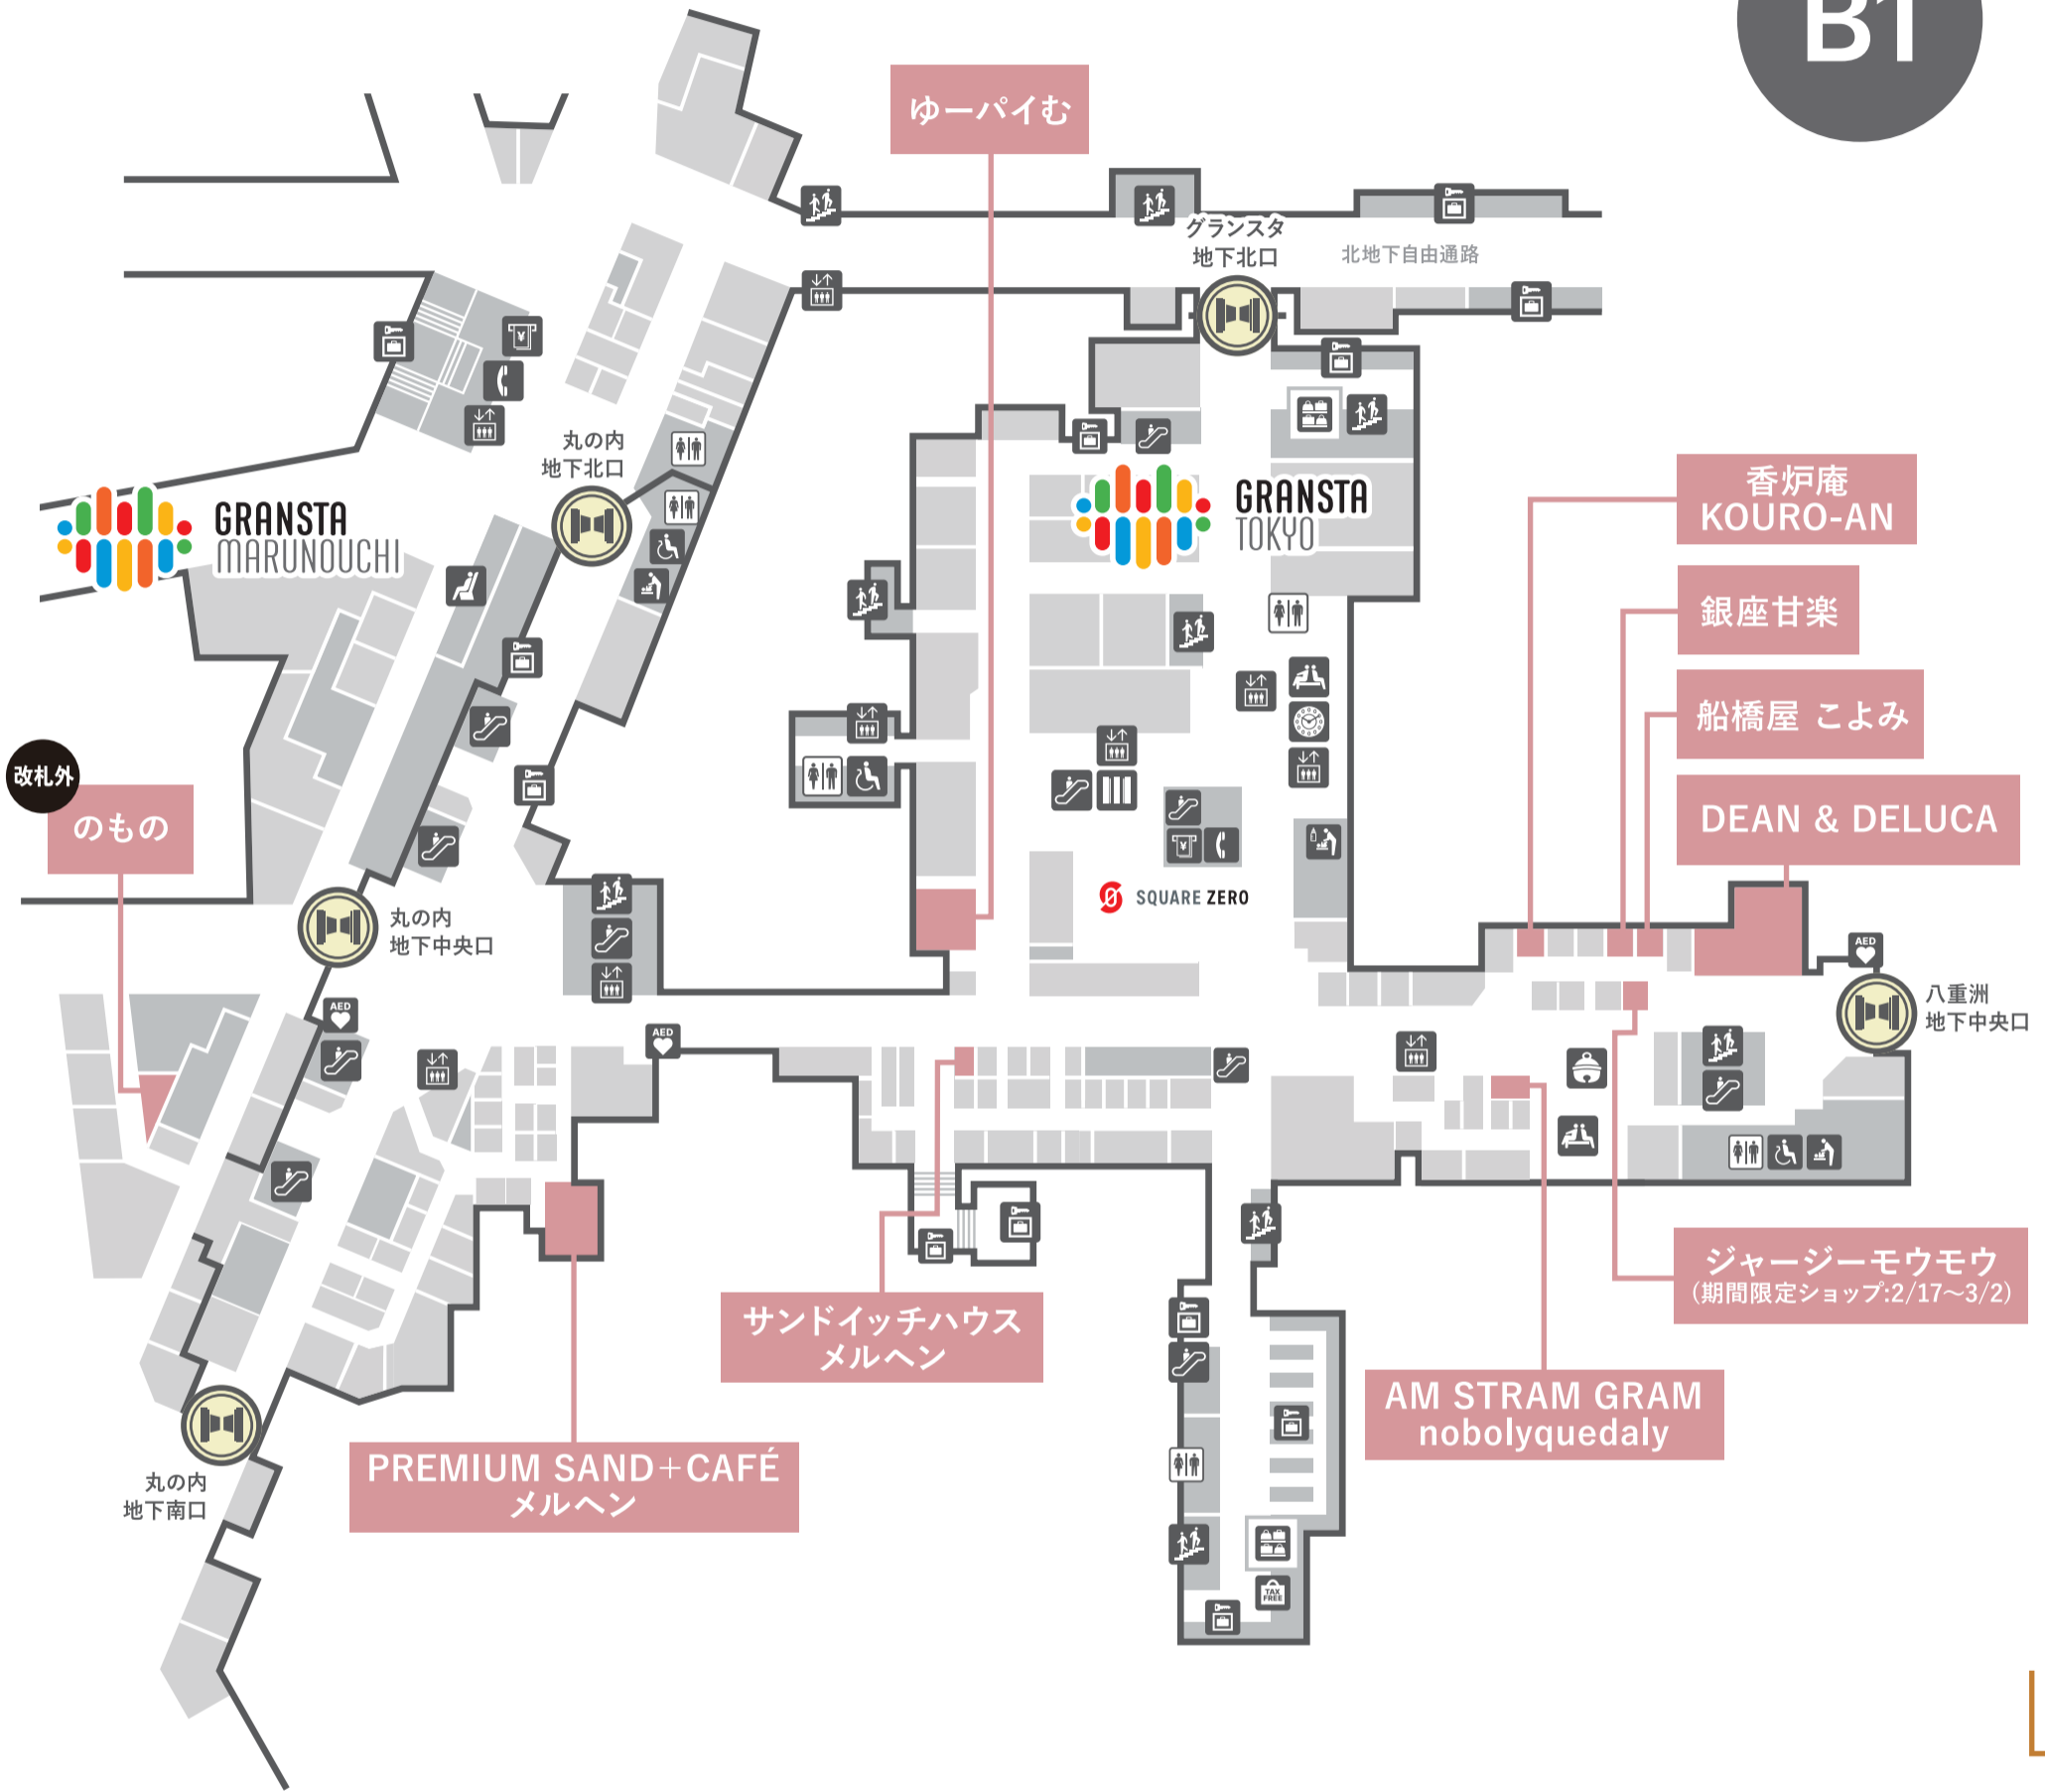 B1
ゆーパイむ
グランスタ
地下北口
北地下自由通路
丸の内
地下北口
GRANSTA
MARUNOUCHI
GRANSTA
TOKYO
香炉庵
KOURO-AN
銀座甘楽
船橋屋 こよみ
DEAN & DELUCA
改札外
のもの
SQUARE ZERO
丸の内
地下中央口
AED
AED
AED
八重洲
地下中央口
ジャージーモウモウ
(期間限定ショップ:2/17〜3/2)
サンドイッチハウス
メルヘン
AM STRAM GRAM
nobolyquedaly
PREMIUM SAND+CAFÉ
メルヘン
丸の内
地下南口
TAX
FREE